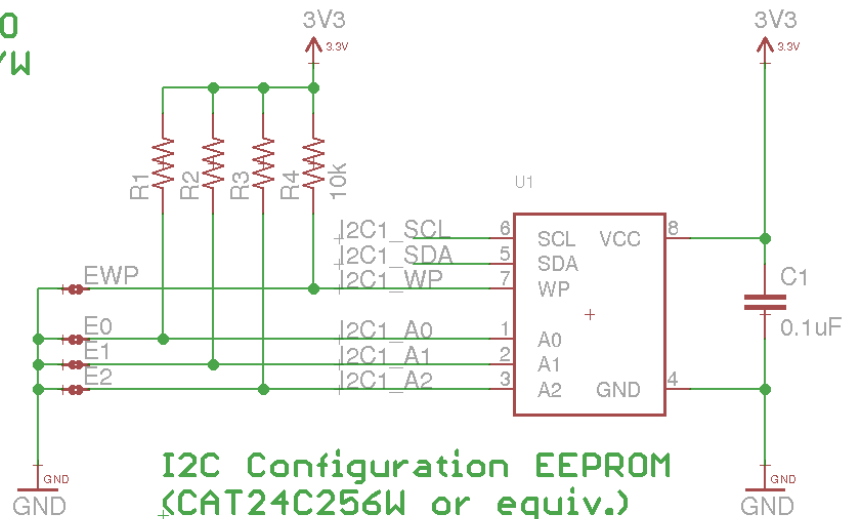 0
/W
3V3
3.3V
3V3
3.3V
R1
R2
R3
R4
10k
U1
I2C1_SCL
6
SCL
VCC
8
I2C1_SDA
5
SDA
EWP
I2C1_WP
7
WP
C1
0.1uF
E0
I2C1_A0
1
A0
E1
I2C1_A1
2
A1
E2
I2C1_A2
3
A2
GND
4
GND
GND
GND
GND
I2C Configuration EEPROM
(CAT24C256W or equiv.)